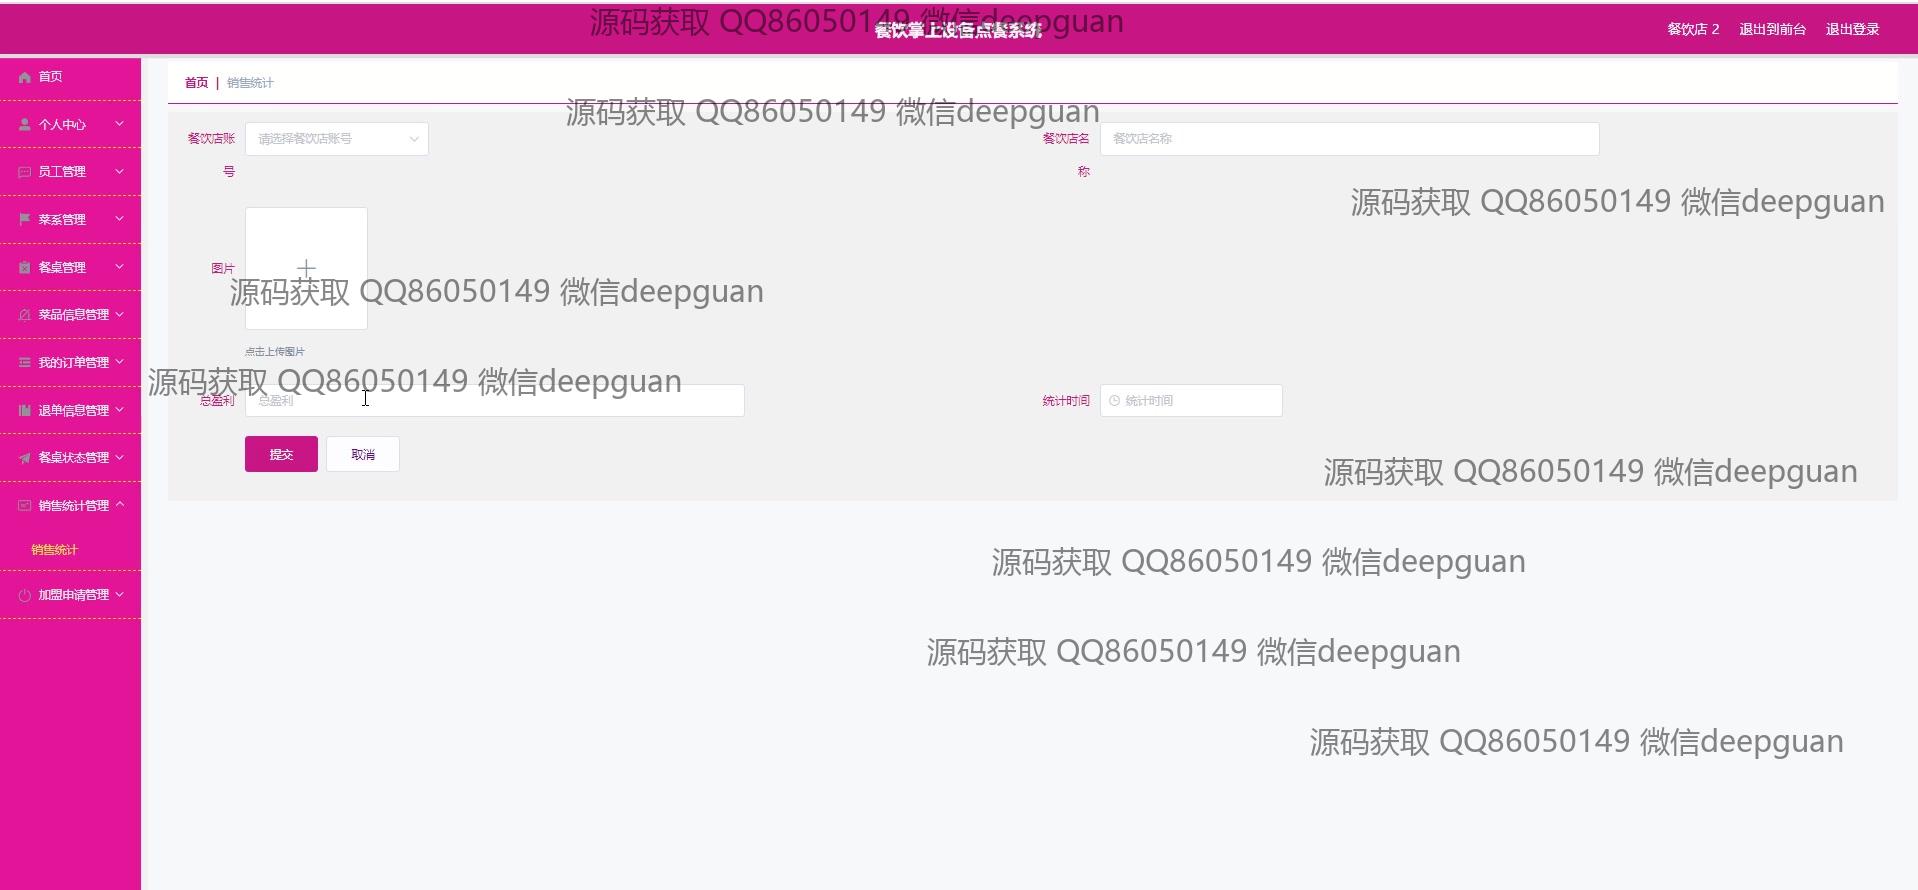 源码获取 QQ86050149 微信deepguan
餐饮掌上设备点餐系统
餐饮店 2 退出到前台 退出登录
首页
个人中心
员工管理
菜系管理
餐桌管理
菜品信息管理
我的订单管理
退单信息管理
餐桌状态管理
销售统计管理
销售统计
加盟申请管理
首页 | 销售统计
源码获取 QQ86050149 微信deepguan
餐饮店账号 请选择餐饮店账号
餐饮店名称 餐饮店名称
源码获取 QQ86050149 微信deepguan
图片
源码获取 QQ86050149 微信deepguan
点击上传图片
源码获取 QQ86050149 微信deepguan
总盈利 总盈利
统计时间 统计时间
提交 取消
源码获取 QQ86050149 微信deepguan
源码获取 QQ86050149 微信deepguan
源码获取 QQ86050149 微信deepguan
源码获取 QQ86050149 微信deepguan